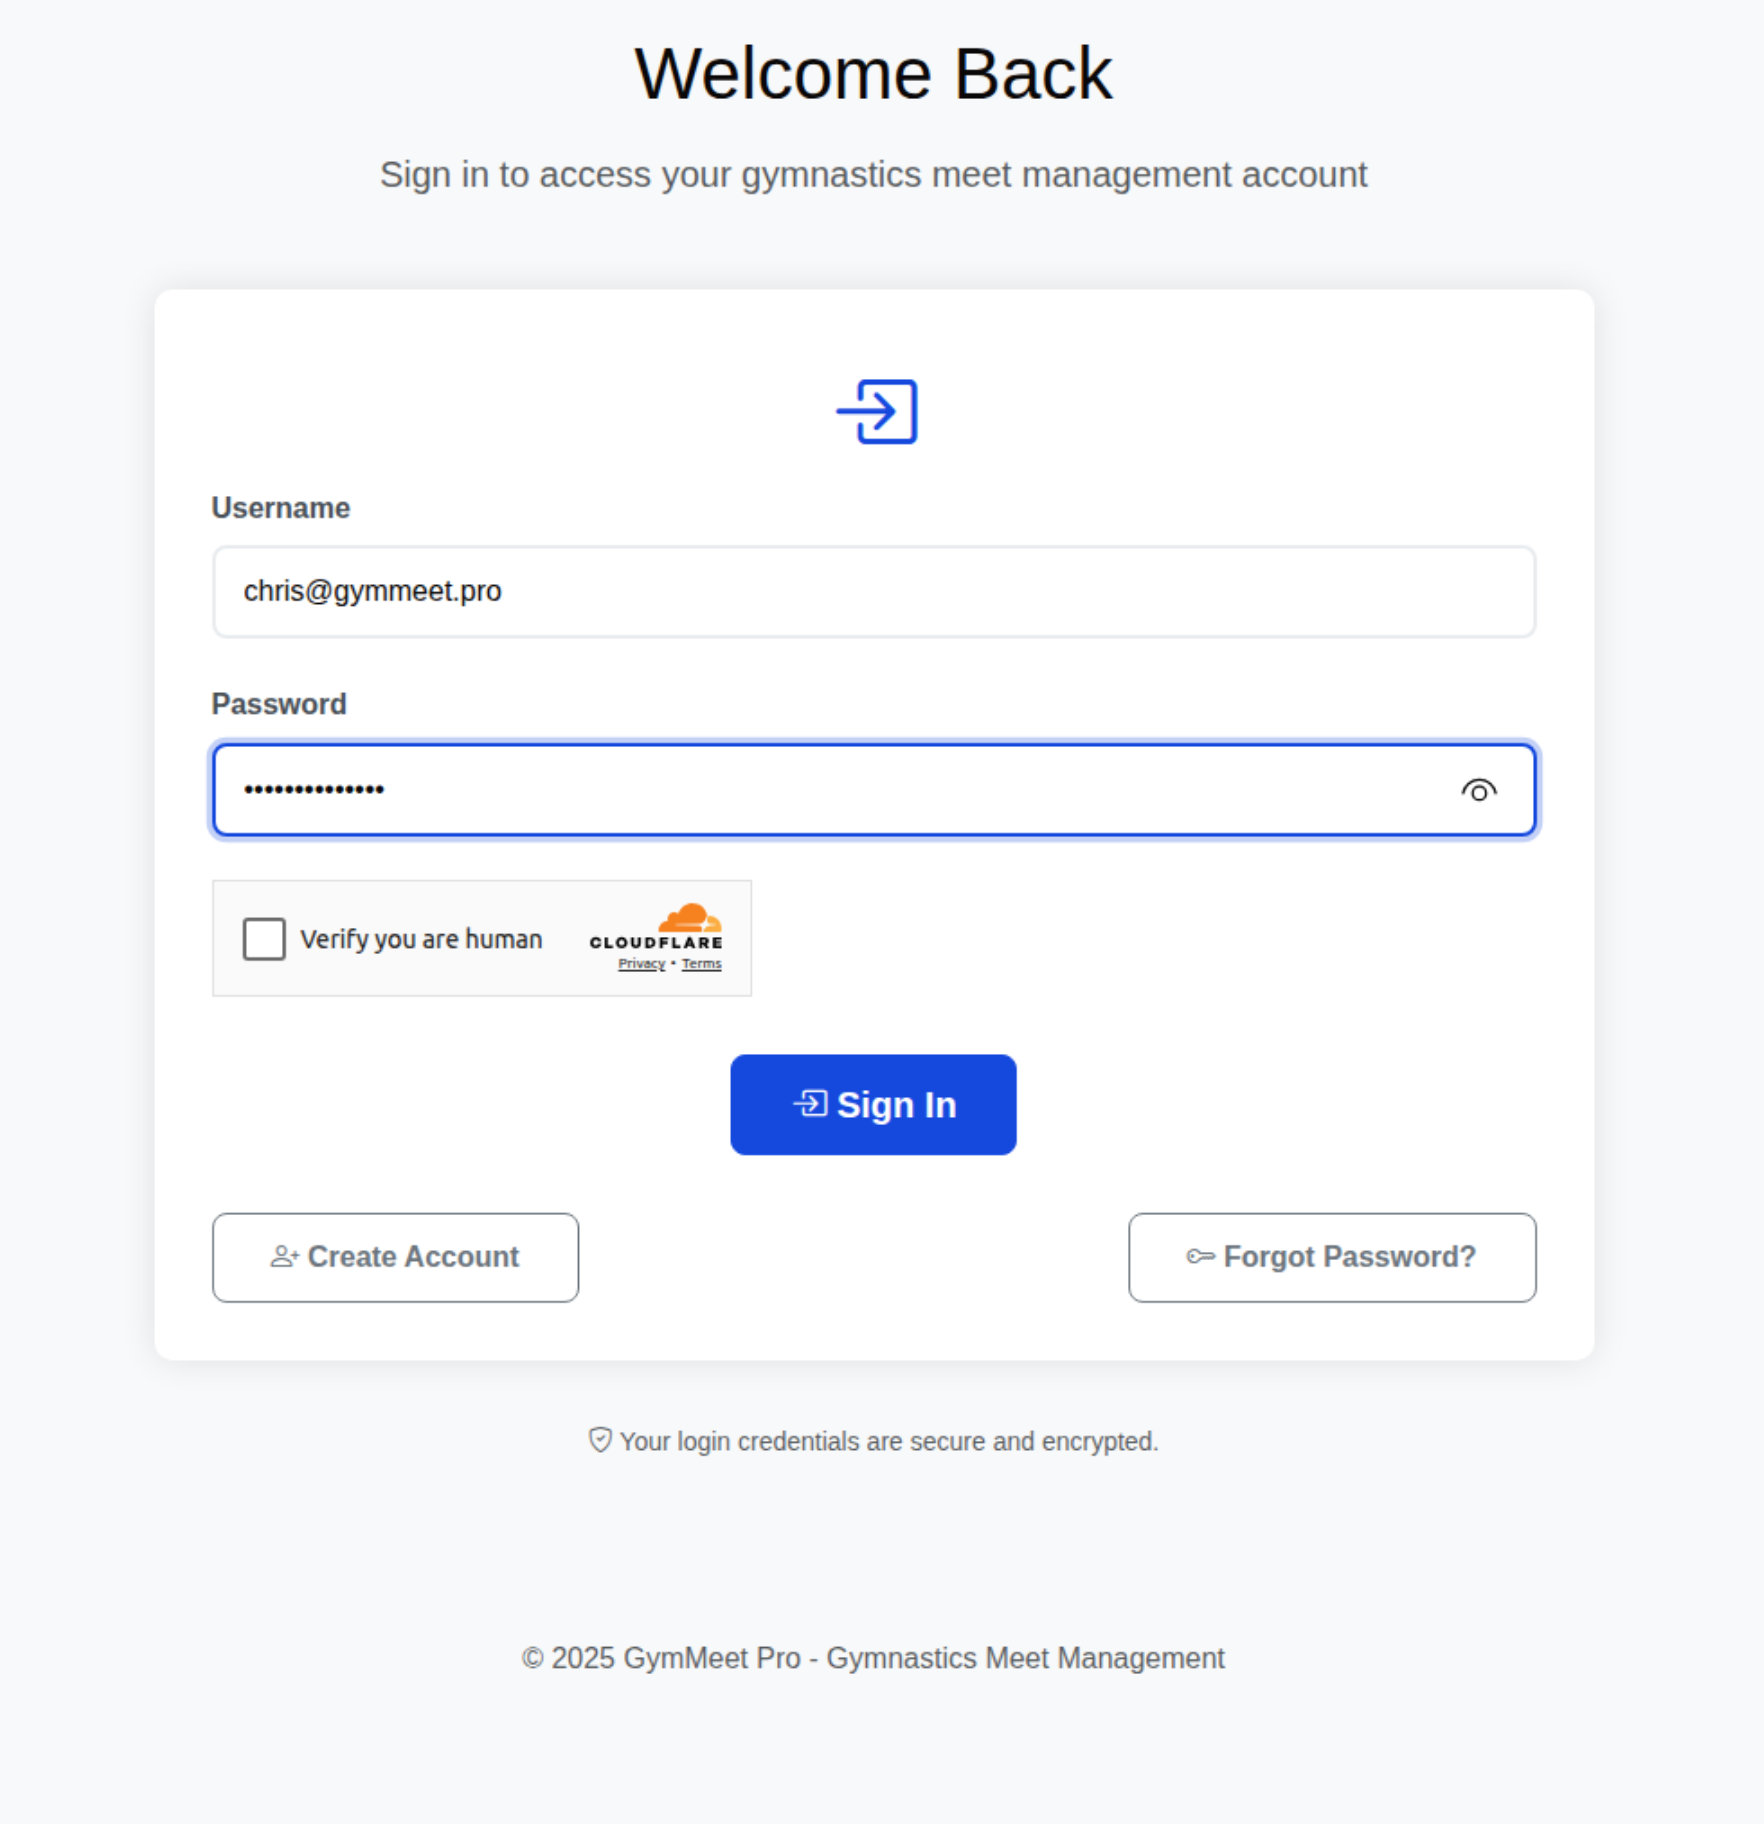 Welcome Back
Sign in to access your gymnastics meet management account
Username
chris@gymmeet.pro
Password
••••••••••••••
Verify you are human
CLOUDFLARE
Privacy • Terms
Sign In
Create Account
Forgot Password?
Your login credentials are secure and encrypted.
© 2025 GymMeet Pro - Gymnastics Meet Management